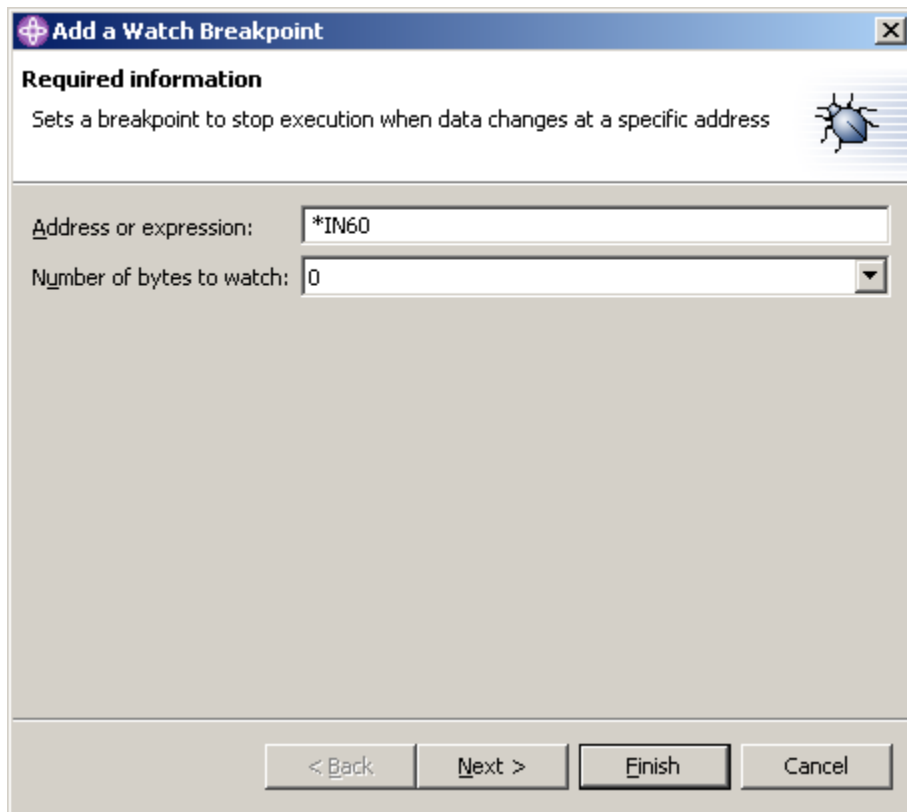 Add a Watch Breakpoint
Required information
Sets a breakpoint to stop execution when data changes at a specific address
Address or expression: *IN60
Number of bytes to watch: 0
< Back Next > Finish Cancel